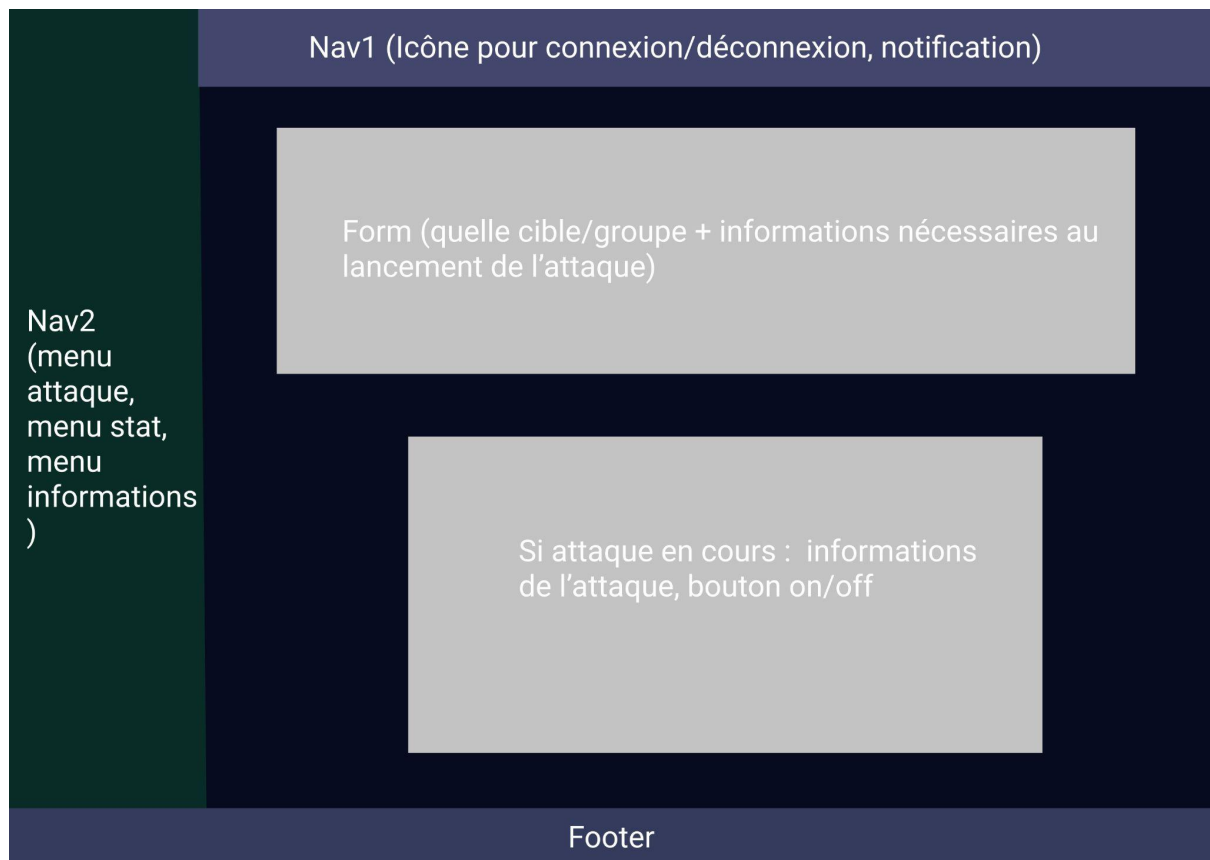 Nav1 (Icône pour connexion/déconnexion, notification)
Form (quelle cible/groupe + informations nécessaires au
lancement de l’attaque)
Nav2
(menu
attaque,
menu stat,
menu
informations
)
Si attaque en cours :  informations
de l’attaque, bouton on/off
Footer